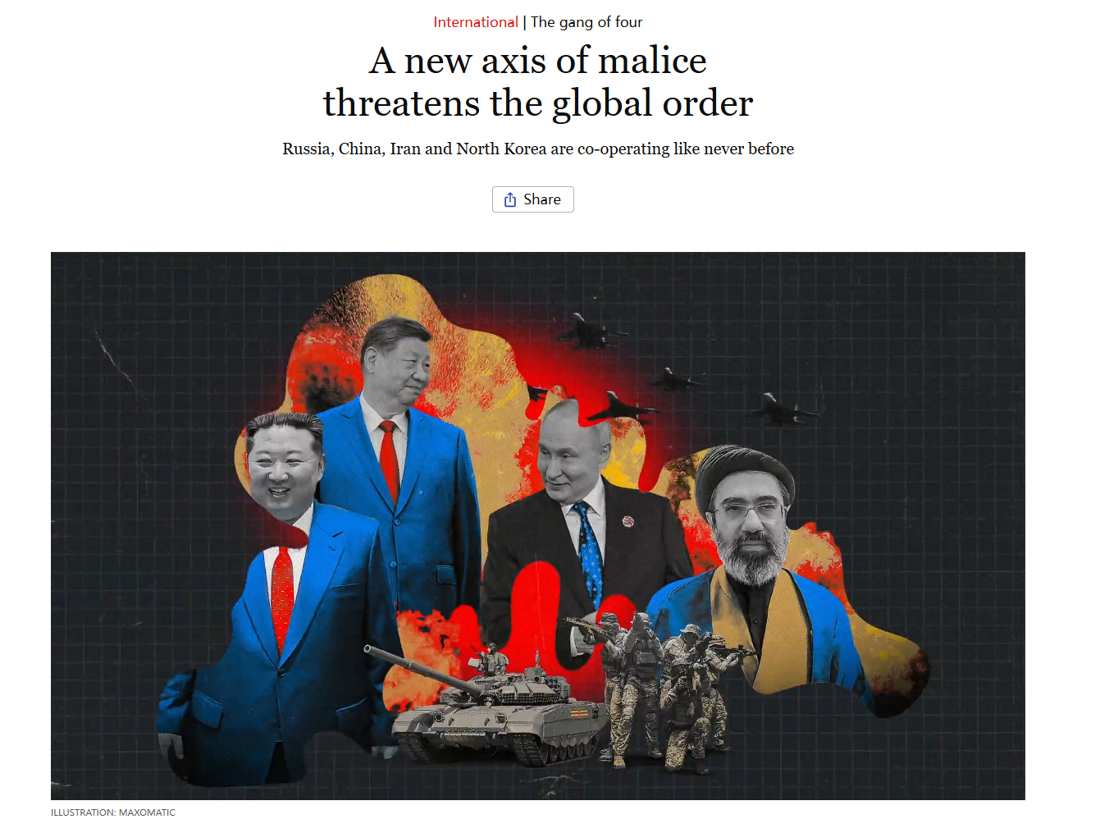 International | The gang of four
A new axis of malice
threatens the global order
Russia, China, Iran and North Korea are co-operating like never before
Share
ILLUSTRATION: MAXOMATIC